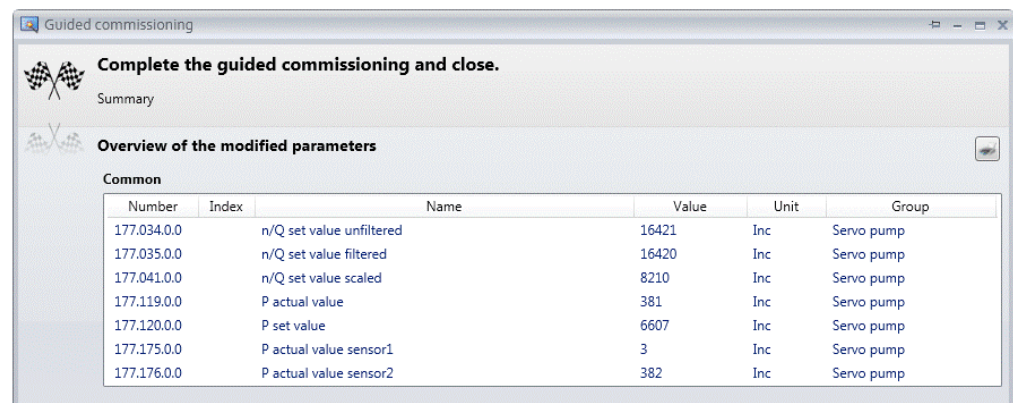 Guided commissioning
Complete the guided commissioning and close.
Summary
Overview of the modified parameters
Common
Number Index Name Value Unit Group
177.034.0.0 n/Q set value unfiltered 16421 Inc Servo pump
177.035.0.0 n/Q set value filtered 16420 Inc Servo pump
177.041.0.0 n/Q set value scaled 8210 Inc Servo pump
177.119.0.0 P actual value 381 Inc Servo pump
177.120.0.0 P set value 6607 Inc Servo pump
177.175.0.0 P actual value sensor1 3 Inc Servo pump
177.176.0.0 P actual value sensor2 382 Inc Servo pump